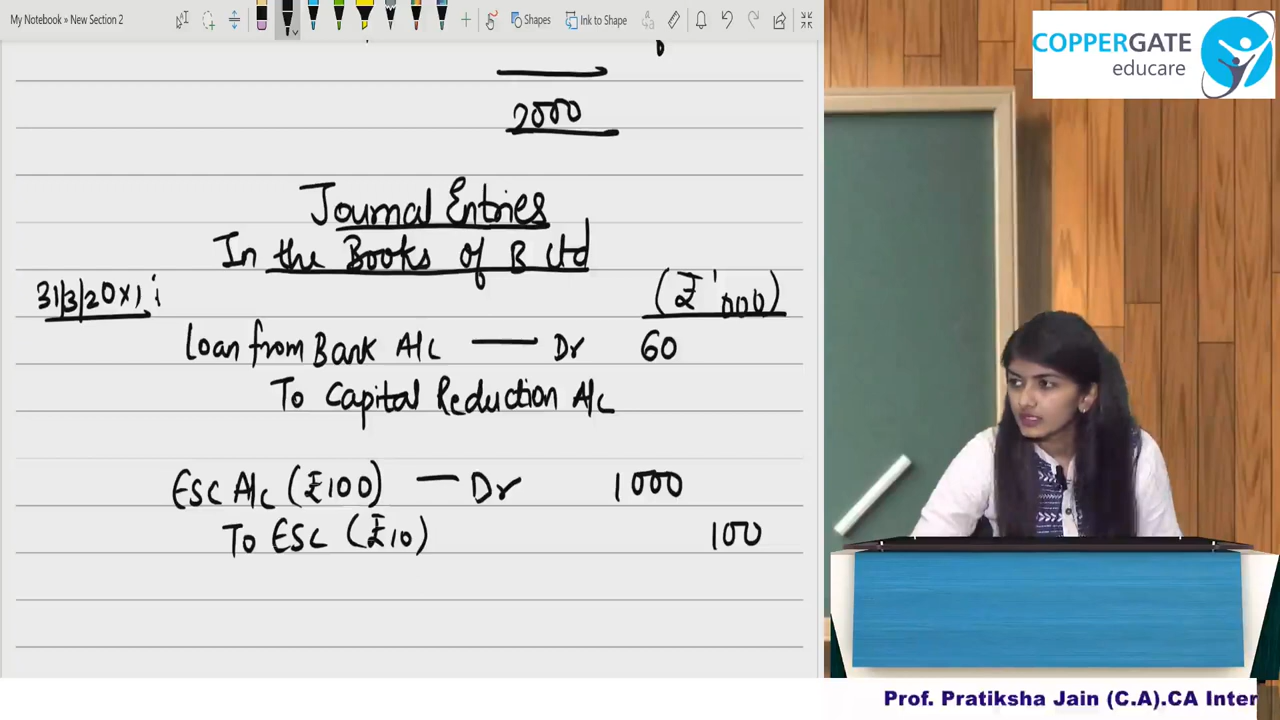 My Notebook » New Section 2
Shapes
Ink to Shape
COPPERGATE
educare
2000
Journal Entries
In the Books of B Ltd
31/3/20X1 ;
(₹'000)
Loan from Bank A/c — Dr 60
To Capital Reduction A/c
ESC A/c (₹100) — Dr 1000
To ESC (₹10) 100
Prof. Pratiksha Jain (C.A).CA Inter